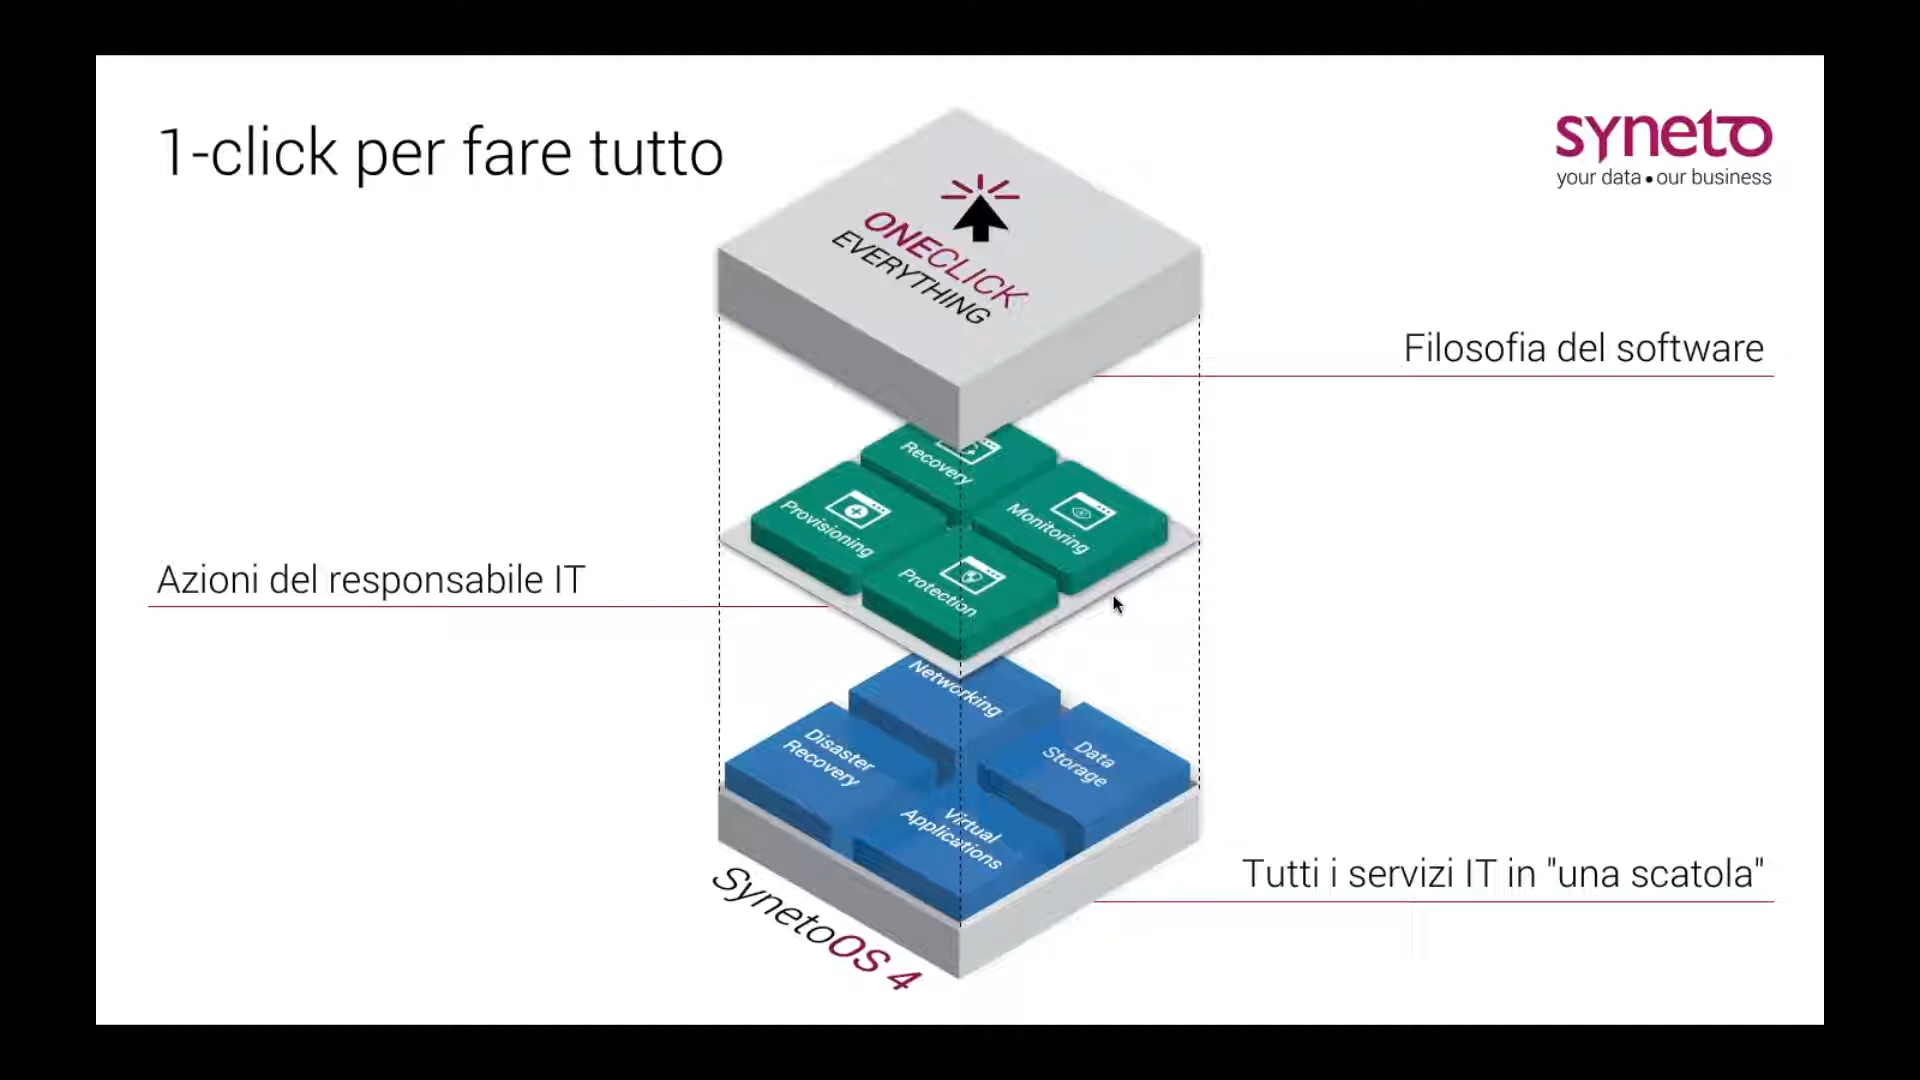 1-click per fare tutto
syneto
your data • our business
ONECLICK
EVERYTHING
Filosofia del software
Recovery
Provisioning
Monitoring
Protection
Azioni del responsabile IT
Networking
Disaster
Recovery
Data
Storage
Virtual
Applications
Tutti i servizi IT in "una scatola"
SynetoOS 4